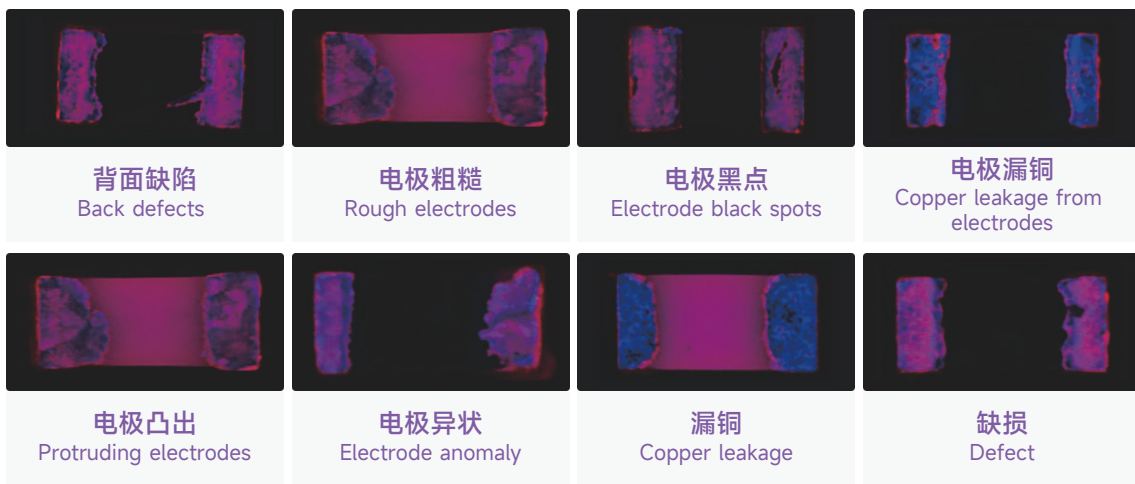 背面缺陷
Back defects
电极粗糙
Rough electrodes
电极黑点
Electrode black spots
电极漏铜
Copper leakage from
electrodes
电极凸出
Protruding electrodes
电极异状
Electrode anomaly
漏铜
Copper leakage
缺损
Defect